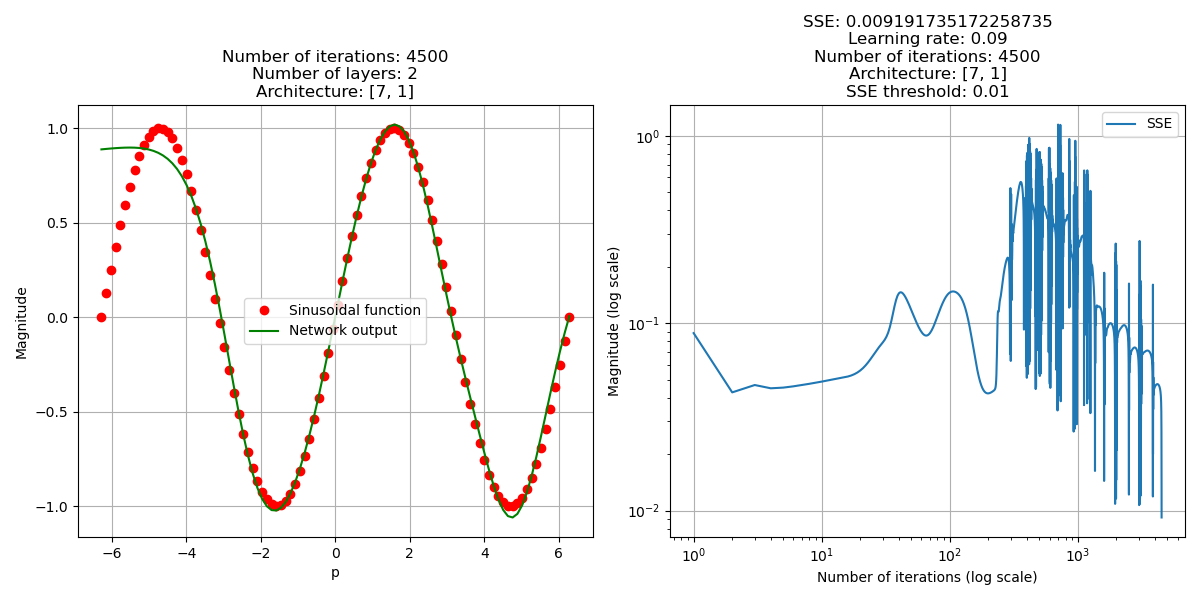 Number of iterations: 4500
Number of layers: 2
Architecture: [7, 1]
1.0
0.5
0.0
−0.5
−1.0
Magnitude
Sinusoidal function
Network output
−6
−4
−2
0
2
4
6
p
SSE: 0.009191735172258735
Learning rate: 0.09
Number of iterations: 4500
Architecture: [7, 1]
SSE threshold: 0.01
SSE
10⁰
10⁻¹
10⁻²
Magnitude (log scale)
10⁰
10¹
10²
10³
Number of iterations (log scale)